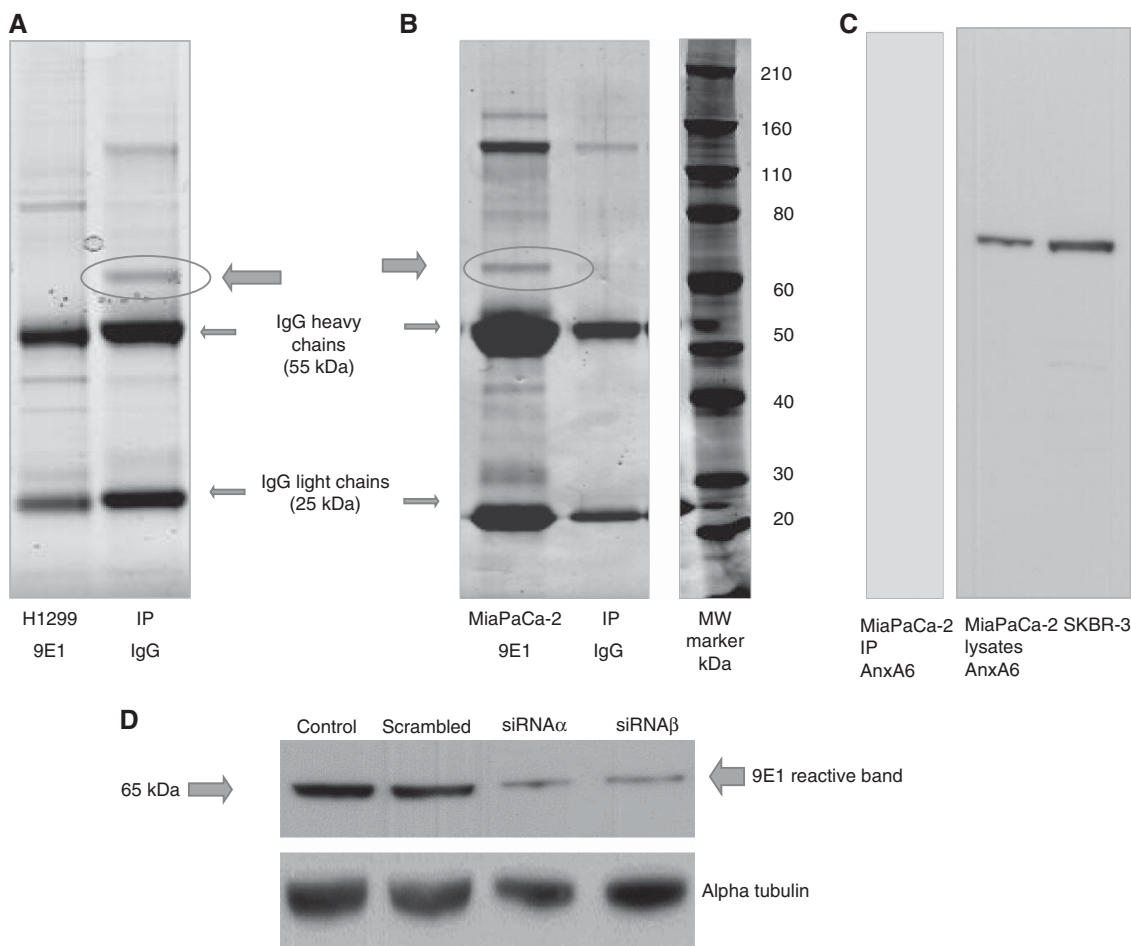 A
B
C
210
160
110
80
60
50
40
30
20
IgG heavy
chains
(55 kDa)
IgG light chains
(25 kDa)
H1299 IP
9E1 IgG
MiaPaCa-2 IP
9E1 IgG
MW
marker
kDa
MiaPaCa-2
IP
AnxA6
MiaPaCa-2 SKBR-3
lysates
AnxA6
D
Control Scrambled siRNAα siRNAβ
65 kDa
9E1 reactive band
Alpha tubulin